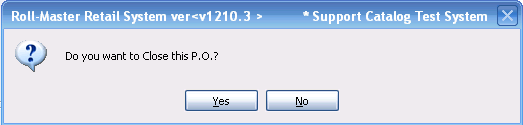 Roll-Master Retail System ver<v1210.3 > * Support Catalog Test System
Do you want to Close this P.O.?
Yes No